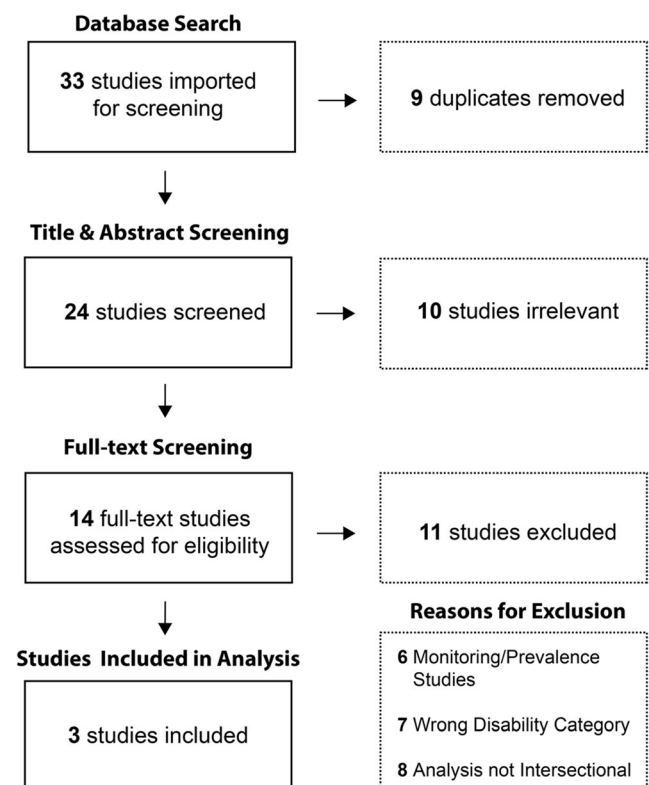 Database Search
33 studies imported
for screening
9 duplicates removed
Title & Abstract Screening
24 studies screened
10 studies irrelevant
Full-text Screening
14 full-text studies
assessed for eligibility
11 studies excluded
Reasons for Exclusion
6 Monitoring/Prevalence
Studies
7 Wrong Disability Category
8 Analysis not Intersectional
Studies Included in Analysis
3 studies included